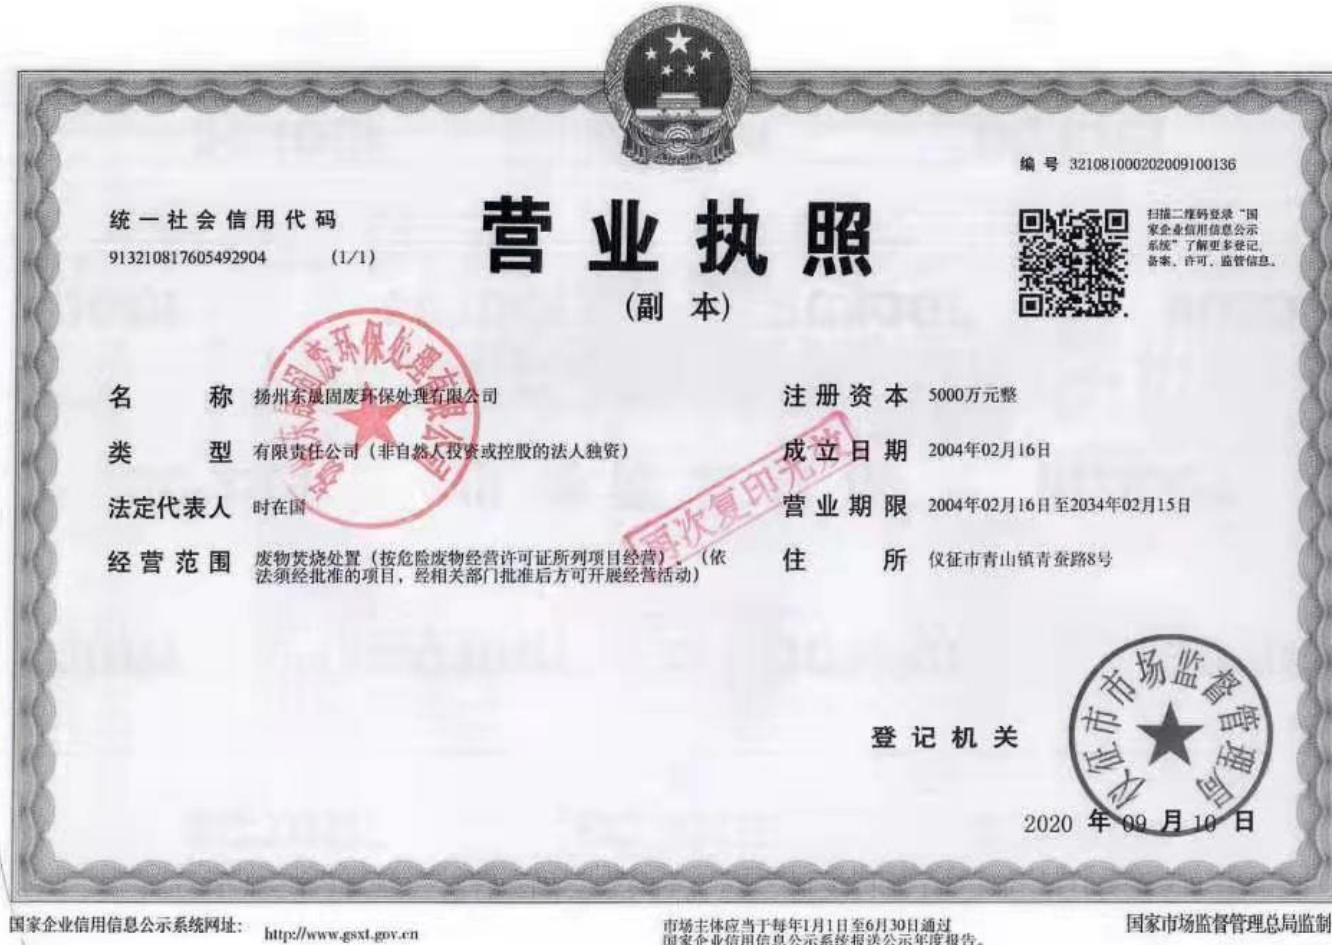 编号 321081000202009100136
统一社会信用代码
913210817605492904 (1/1)
营业执照
(副 本)
扫描二维码登录“国
家企业信用信息公示
系统”了解更多登记、
备案、许可、监管信息。
名称 扬州东晟固废环保处理有限公司
类型 有限责任公司(非自然人投资或控股的法人独资)
法定代表人 时在国
经营范围 废物焚烧处置(按危险废物经营许可证所列项目经营)。(依
法须经批准的项目,经相关部门批准后方可开展经营活动)
注册资本 5000万元整
成立日期 2004年02月16日
营业期限 2004年02月16日至2034年02月15日
住所 仪征市青山镇青蚕路8号
扬州东晟固废环保处理有限公司
再次复印无效
登记机关
仪征市市场监督管理局
2020 年 09 月 10 日
国家企业信用信息公示系统网址: http://www.gsxt.gov.cn
市场主体应当于每年1月1日至6月30日通过
国家企业信用信息公示系统报送公示年度报告。
国家市场监督管理总局监制